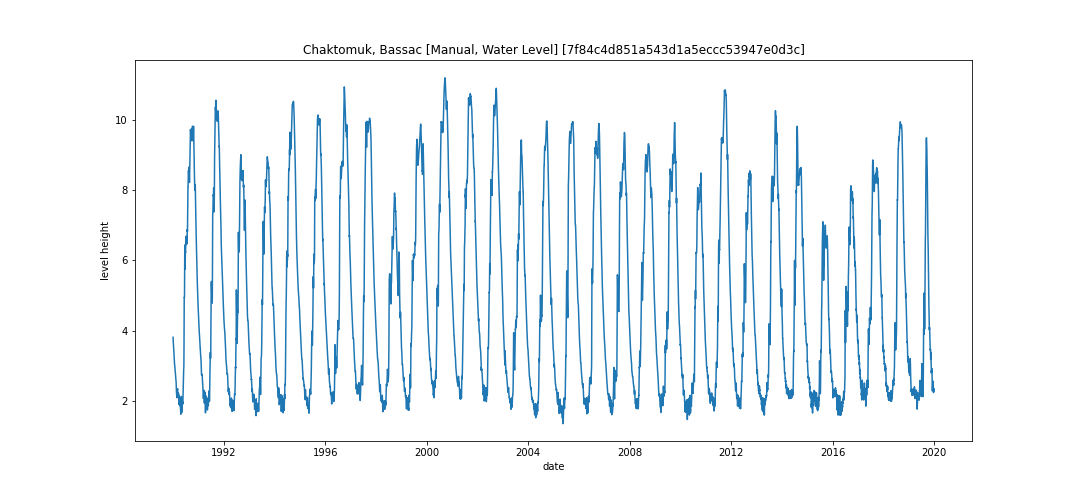 Chaktomuk, Bassac [Manual, Water Level] [7f84c4d851a543d1a5eccc53947e0d3c]
level height
10
8
6
4
2
1992 1996 2000 2004 2008 2012 2016 2020
date